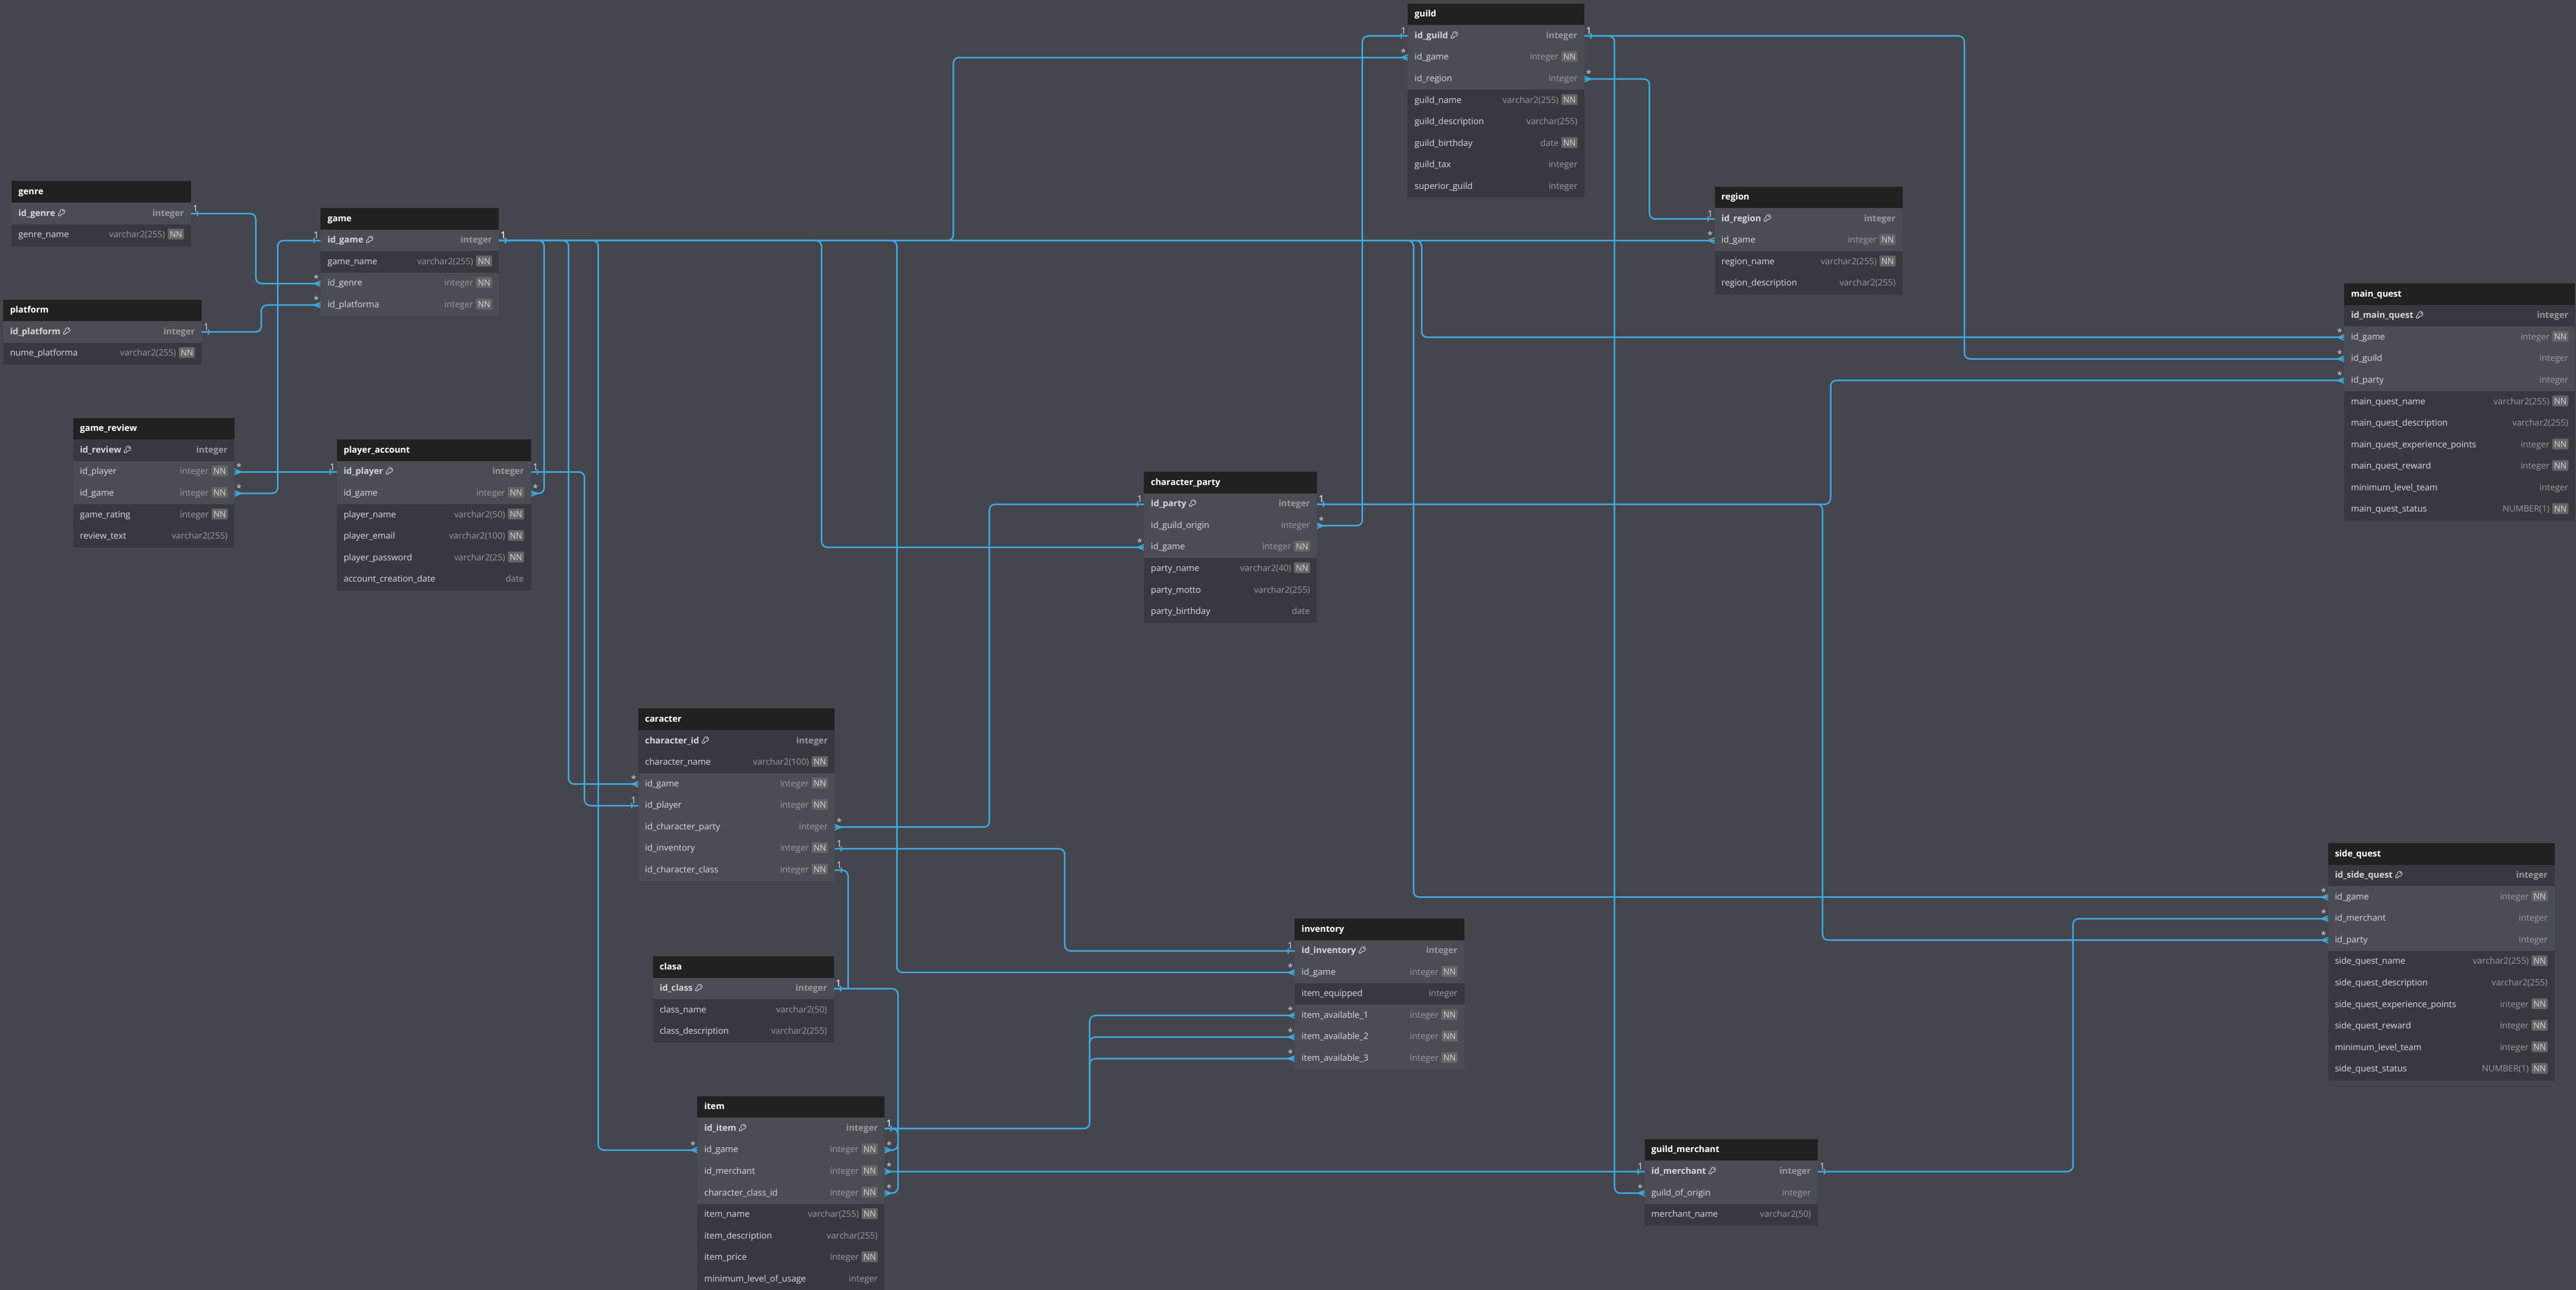 guild
id_guild integer
id_game integer NN
id_region integer
guild_name varchar2(255) NN
guild_description varchar(255)
guild_birthday date NN
guild_tax integer
superior_guild integer
genre
id_genre integer
genre_name varchar2(255) NN
game
id_game integer
game_name varchar2(255) NN
id_genre integer NN
id_platforma integer NN
region
id_region integer
id_game integer NN
region_name varchar2(255) NN
region_description varchar2(255)
platform
id_platform integer
nume_platforma varchar2(255) NN
main_quest
id_main_quest integer
id_game integer NN
id_guild integer
id_party integer
main_quest_name varchar2(255) NN
main_quest_description varchar2(255)
main_quest_experience_points integer NN
main_quest_reward integer NN
minimum_level_team integer
main_quest_status NUMBER(1) NN
game_review
id_review integer
id_player integer NN
id_game integer NN
game_rating integer NN
review_text varchar2(255)
player_account
id_player integer
id_game integer NN
player_name varchar2(50) NN
player_email varchar2(100) NN
player_password varchar2(25) NN
account_creation_date date
character_party
id_party integer
id_guild_origin integer
id_game integer NN
party_name varchar2(40) NN
party_motto varchar2(255)
party_birthday date
caracter
character_id integer
character_name varchar2(100) NN
id_game integer NN
id_player integer NN
id_character_party integer
id_inventory integer NN
id_character_class integer NN
side_quest
id_side_quest integer
id_game integer NN
id_merchant integer
id_party integer
side_quest_name varchar2(255) NN
side_quest_description varchar2(255)
side_quest_experience_points integer NN
side_quest_reward integer NN
minimum_level_team integer NN
side_quest_status NUMBER(1) NN
inventory
id_inventory integer
id_game integer NN
item_equipped integer
item_available_1 integer NN
item_available_2 integer NN
item_available_3 integer NN
clasa
id_class integer
class_name varchar2(50)
class_description varchar2(255)
item
id_item integer
id_game integer NN
id_merchant integer NN
character_class_id integer NN
item_name varchar(255) NN
item_description varchar(255)
item_price integer NN
minimum_level_of_usage integer
guild_merchant
id_merchant integer
guild_of_origin integer
merchant_name varchar2(50)